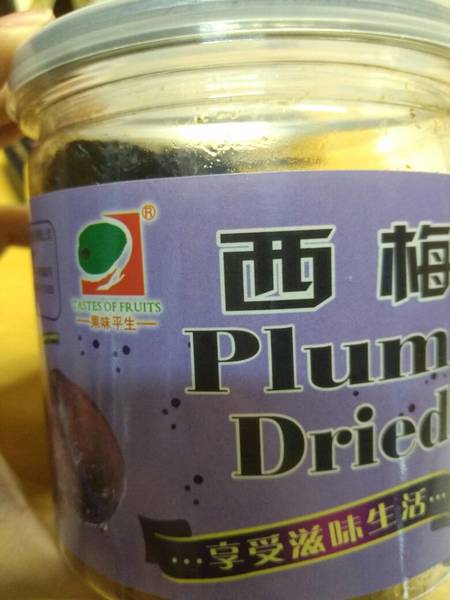 ®
TASTES OF FRUITS
果味平生
西梅
Plum
Dried
...享受滋味生活...